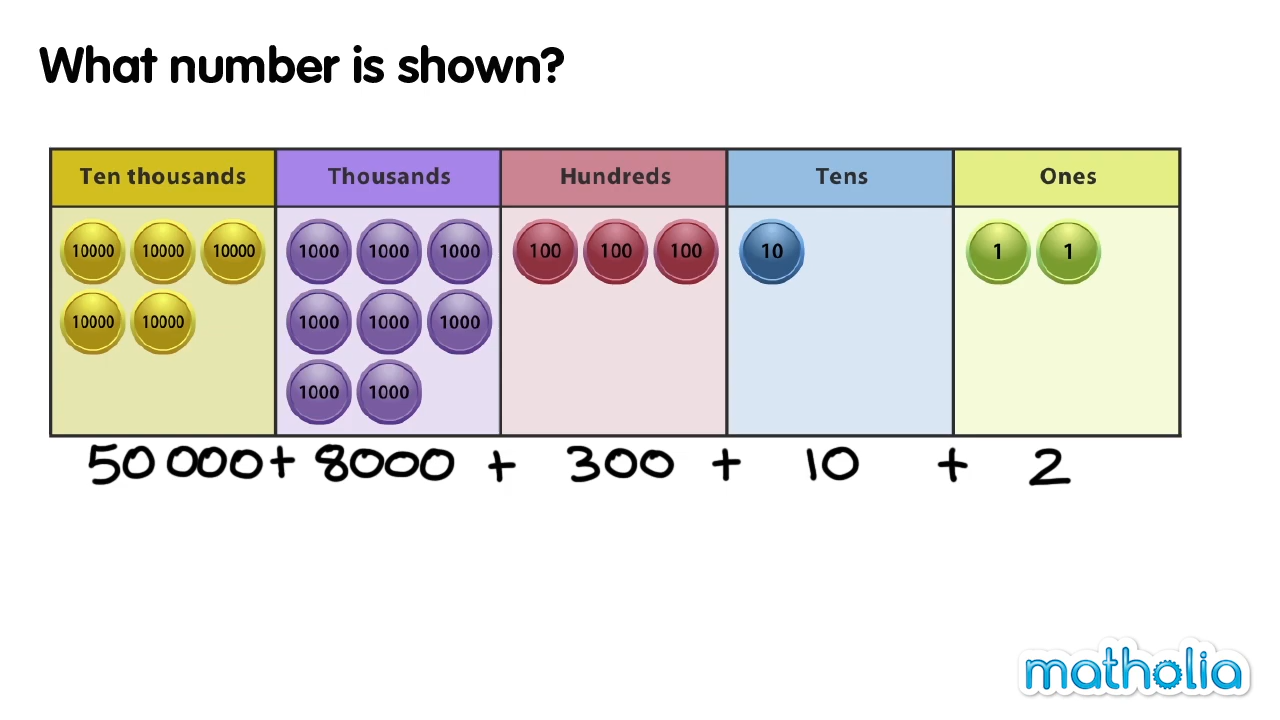 What number is shown?
Ten thousands Thousands Hundreds Tens Ones
10000 10000 10000 1000 1000 1000 100 100 100 10 1 1
10000 10000 1000 1000 1000
1000 1000
50 000 + 8000 + 300 + 10 + 2
matholia